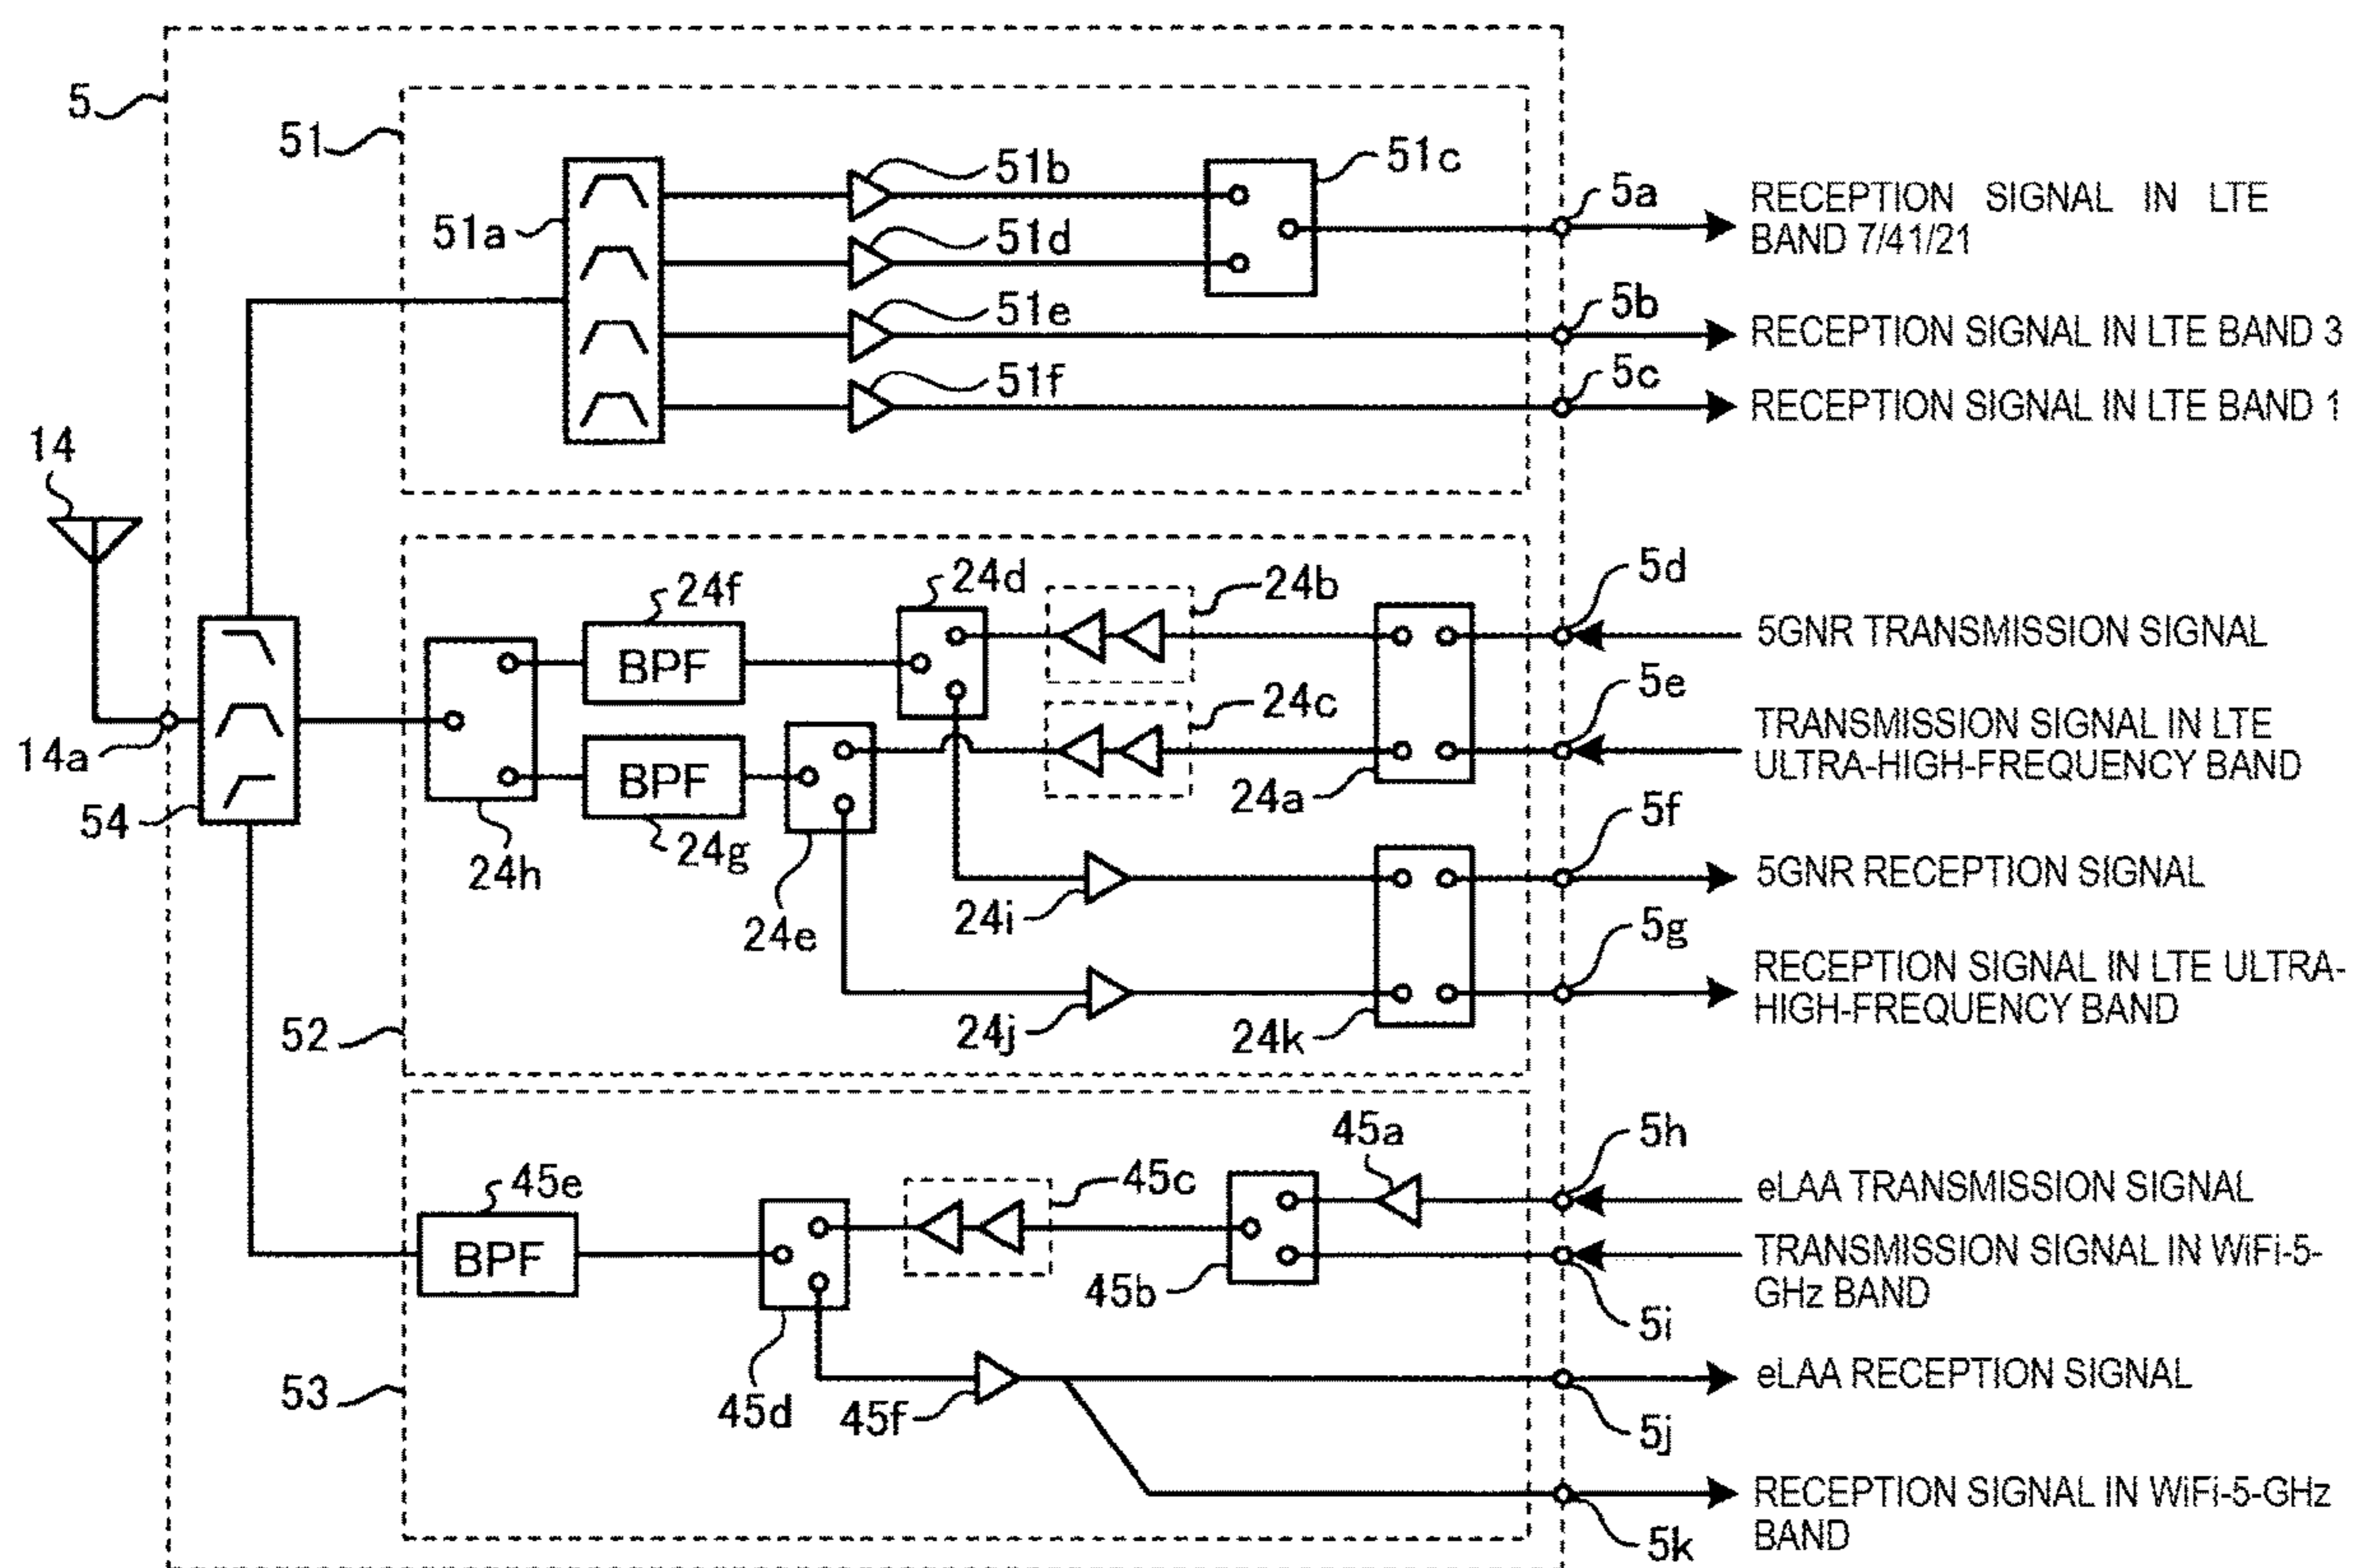 5
51
51a
51b
51c
51d
51e
51f
5a
RECEPTION SIGNAL IN LTE
BAND 7/41/21
5b
RECEPTION SIGNAL IN LTE BAND 3
5c
RECEPTION SIGNAL IN LTE BAND 1
14
14a
54
24f
BPF
24d
24b
5d
5GNR TRANSMISSION SIGNAL
24c
5e
TRANSMISSION SIGNAL IN LTE
ULTRA-HIGH-FREQUENCY BAND
BPF
24g
24h
24e
24a
24i
5f
5GNR RECEPTION SIGNAL
24j
24k
5g
RECEPTION SIGNAL IN LTE ULTRA-
HIGH-FREQUENCY BAND
52
45e
BPF
45c
45a
5h
eLAA TRANSMISSION SIGNAL
45b
TRANSMISSION SIGNAL IN WiFi-5-
GHz BAND
5i
53
45d
45f
eLAA RECEPTION SIGNAL
5j
RECEPTION SIGNAL IN WiFi-5-GHz
BAND
5k